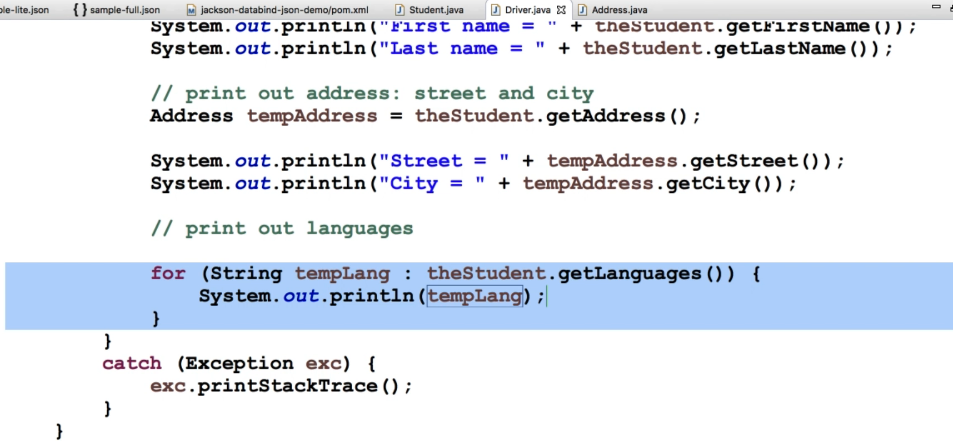 ple-lite.json { } sample-full.json M jackson-databind-json-demo/pom.xml J Student.java J Driver.java J Address.java
System.out.println("First name = " + theStudent.getFirstName());
System.out.println("Last name = " + theStudent.getLastName());
// print out address: street and city
Address tempAddress = theStudent.getAddress();
System.out.println("Street = " + tempAddress.getStreet());
System.out.println("City = " + tempAddress.getCity());
// print out languages
for (String tempLang : theStudent.getLanguages()) {
System.out.println(tempLang);
}
}
catch (Exception exc) {
exc.printStackTrace();
}
}